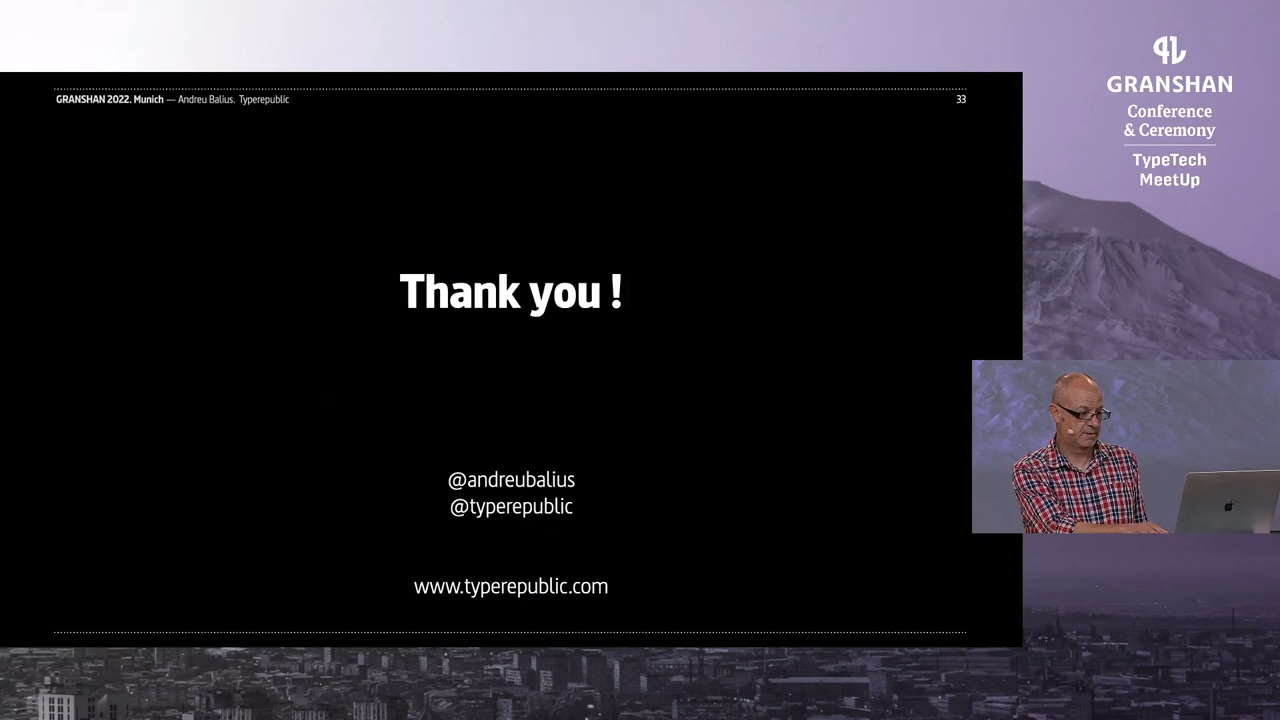 GRANSHAN 2022. Munich — Andreu Balius. Typerepublic
33
Thank you !
@andreubalius
@typerepublic
www.typerepublic.com
GRANSHAN
Conference
& Ceremony
TypeTech
MeetUp